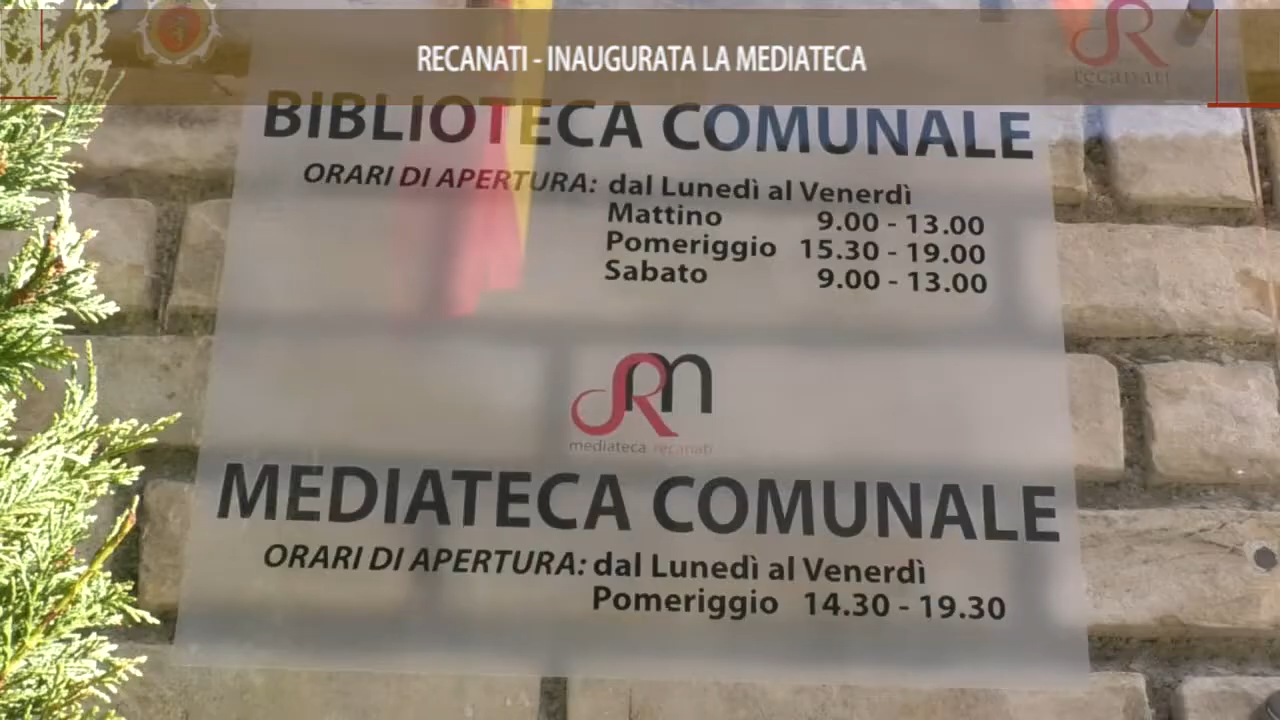 RECANATI - INAUGURATA LA MEDIATECA
recanati
BIBLIOTECA COMUNALE
ORARI DI APERTURA: dal Lunedì al Venerdì
Mattino 9.00 - 13.00
Pomeriggio 15.30 - 19.00
Sabato 9.00 - 13.00
mediateca recanati
MEDIATECA COMUNALE
ORARI DI APERTURA: dal Lunedì al Venerdì
Pomeriggio 14.30 - 19.30